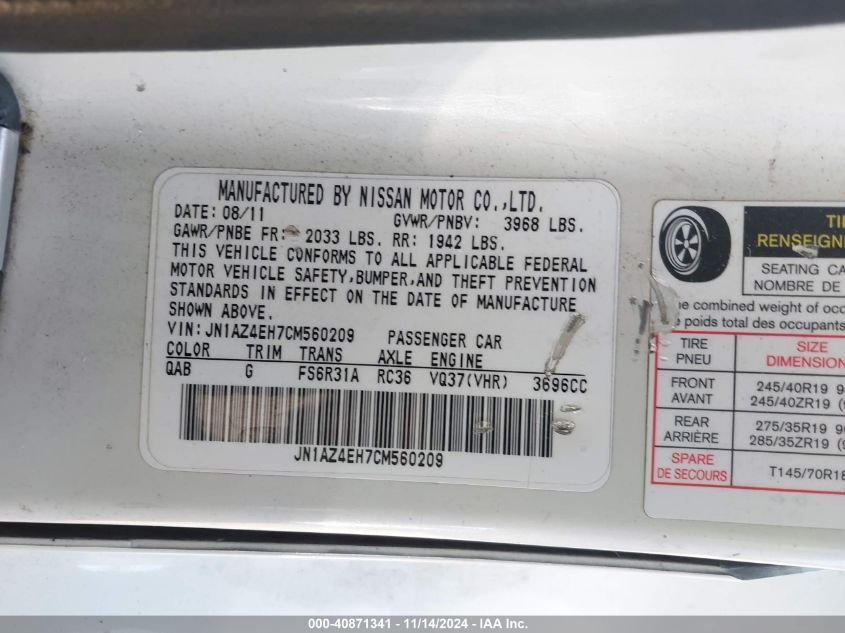 MANUFACTURED BY NISSAN MOTOR CO.,LTD.
DATE: 08/11 GVWR/PNBV: 3968 LBS.
GAWR/PNBE FR: 2033 LBS. RR: 1942 LBS.
THIS VEHICLE CONFORMS TO ALL APPLICABLE FEDERAL
MOTOR VEHICLE SAFETY,BUMPER,AND THEFT PREVENTION
STANDARDS IN EFFECT ON THE DATE OF MANUFACTURE
SHOWN ABOVE.
VIN:JN1AZ4EH7CM560209 PASSENGER CAR
COLOR TRIM TRANS AXLE ENGINE
QAB G FS6R31A RC36 VQ37(VHR) 3696CC
JN1AZ4EH7CM560209
TI
RENSEIGNE
SEATING CA
NOMBRE DE
he combined weight of occ
poids total des occupants
TIRE SIZE
PNEU DIMENSION
FRONT 245/40R19 9
AVANT 245/40ZR19 (
REAR 275/35R19 9
ARRIÈRE 285/35ZR19 (
SPARE
DE SECOURS T145/70R18
000-40871341 - 11/14/2024 - IAA Inc.